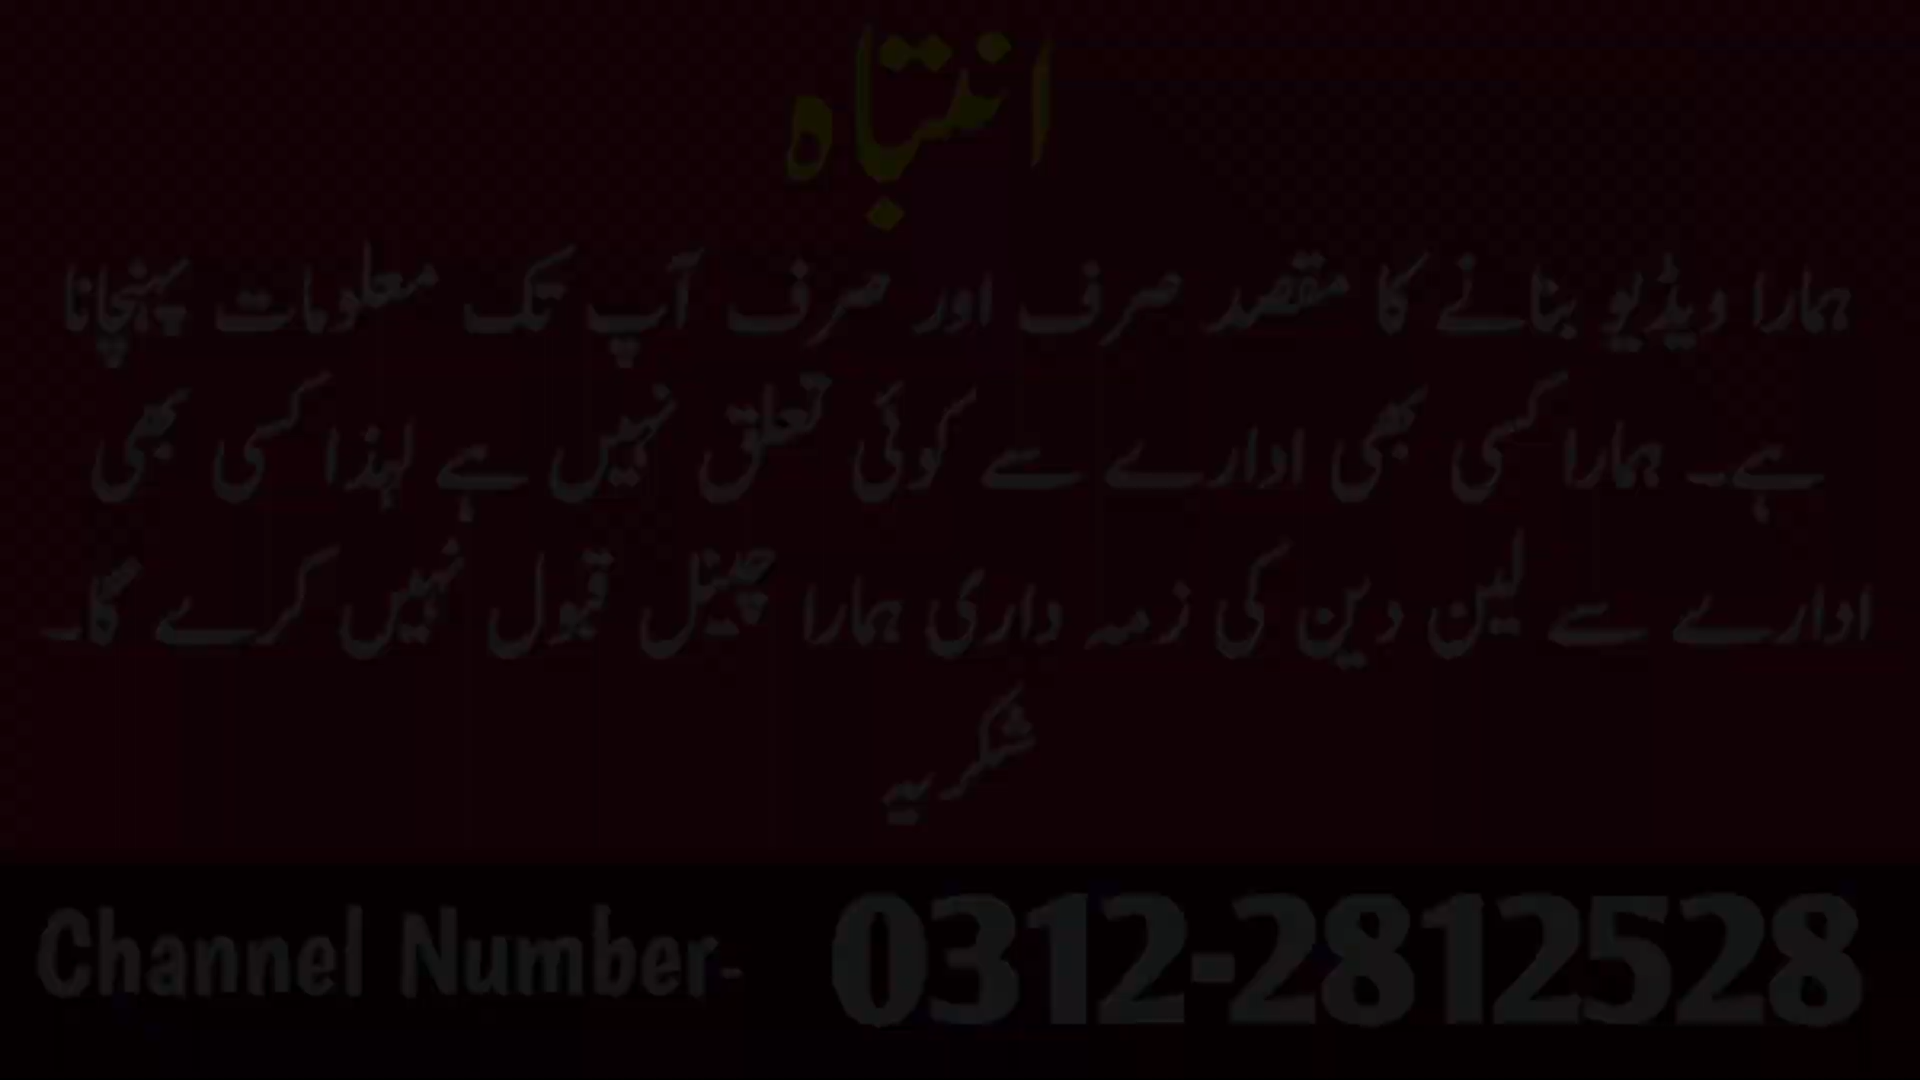 انتباہ
ہمارا ویڈیو بنانے کا مقصد صرف اور صرف آپ تک معلومات پہنچانا
ہے۔ ہمارا کسی بھی ادارے سے کوئی تعلق نہیں ہے لہذا کسی بھی
ادارے سے لین دین کی زمہ داری ہمارا چینل قبول نہیں کرے گا۔
شکریہ
Channel Number- 0312-2812528